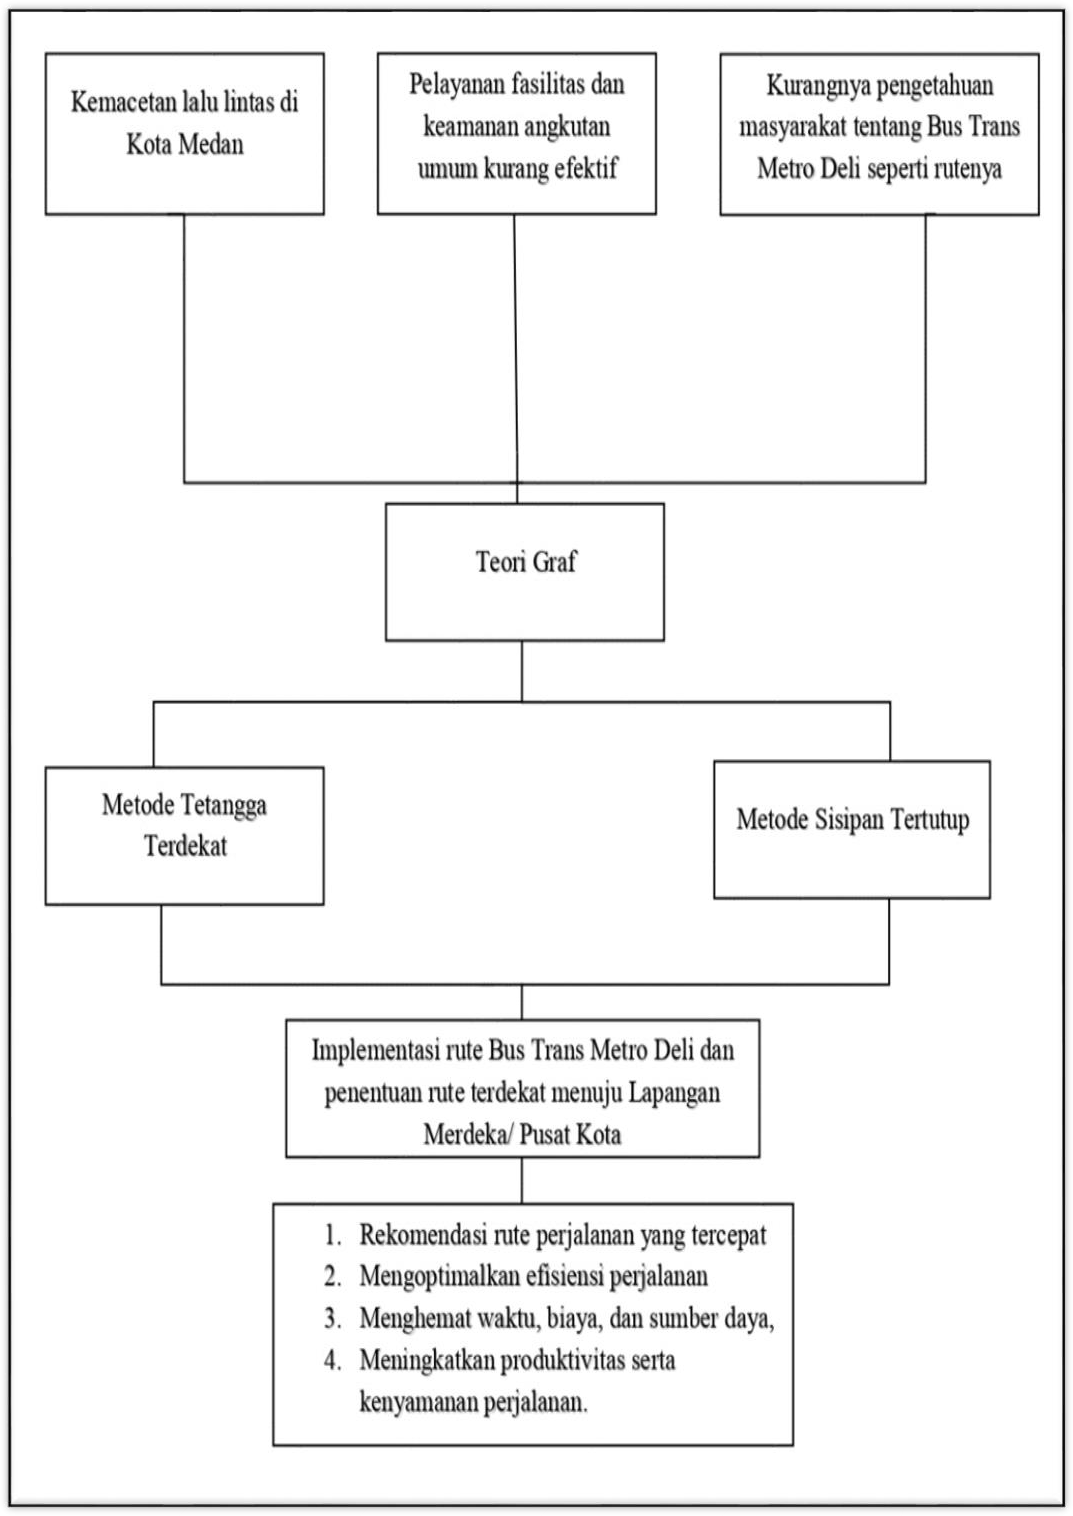 Kemacetan lalu lintas di
Kota Medan
Pelayanan fasilitas dan
keamanan angkutan
umum kurang efektif
Kurangnya pengetahuan
masyarakat tentang Bus Trans
Metro Deli seperti rutenya
Teori Graf
Metode Tetangga
Terdekat
Metode Sisipan Tertutup
Implementasi rute Bus Trans Metro Deli dan
penentuan rute terdekat menuju Lapangan
Merdeka/ Pusat Kota
1. Rekomendasi rute perjalanan yang tercepat
2. Mengoptimalkan efisiensi perjalanan
3. Menghemat waktu, biaya, dan sumber daya,
4. Meningkatkan produktivitas serta
kenyamanan perjalanan.